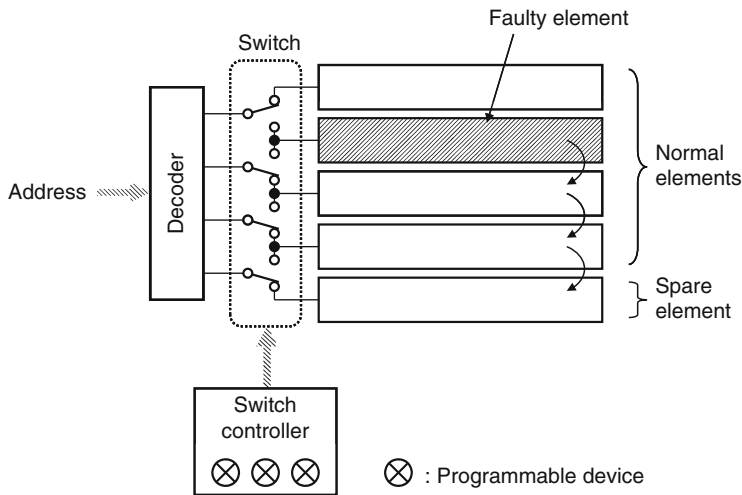 Faulty element
Switch
Address
Decoder
Normal
elements
Spare
element
Switch
controller
: Programmable device